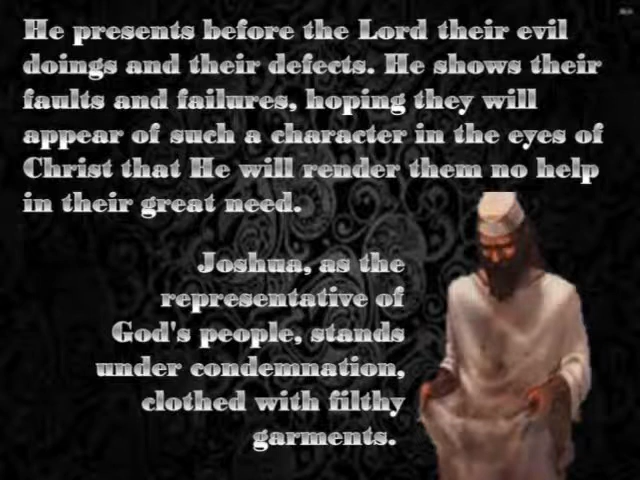 He presents before the Lord their evil
doings and their defects. He shows their
faults and failures, hoping they will
appear of such a character in the eyes of
Christ that He will render them no help
in their great need.
Joshua, as the
representative of
God's people, stands
under condemnation,
clothed with filthy
garments.